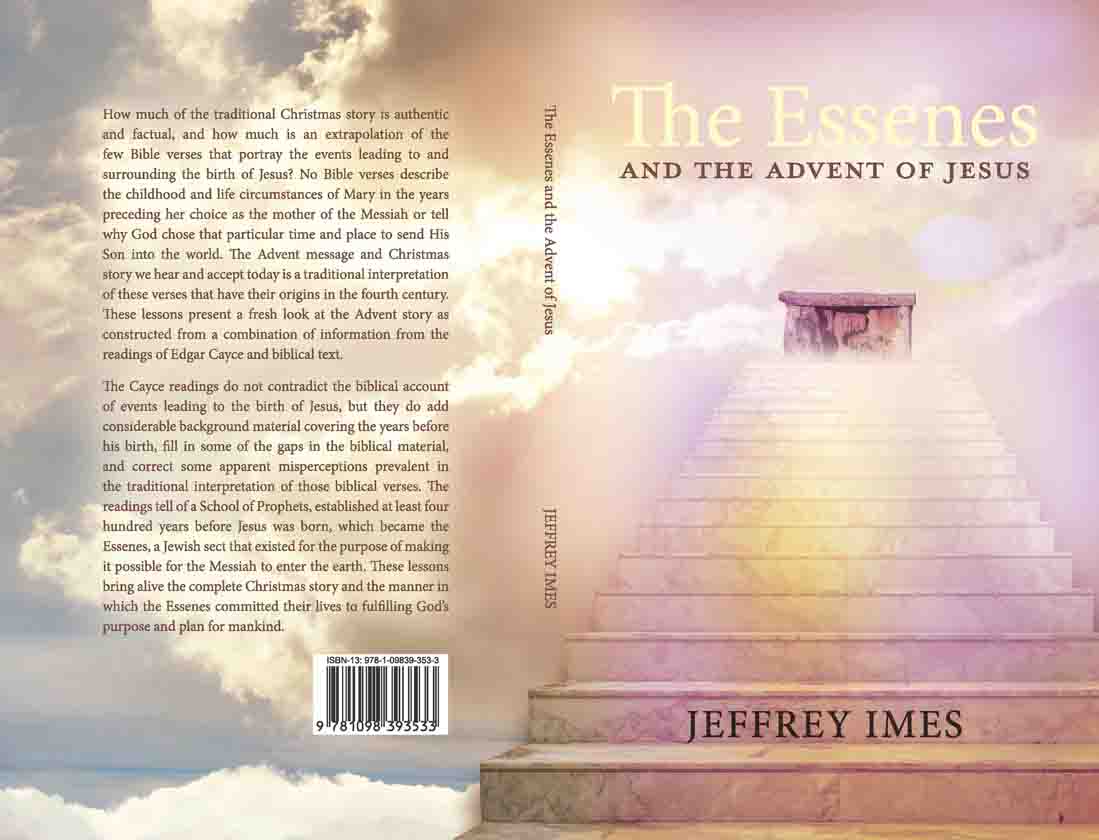 How much of the traditional Christmas story is authentic
and factual, and how much is an extrapolation of the
few Bible verses that portray the events leading to and
surrounding the birth of Jesus? No Bible verses describe
the childhood and life circumstances of Mary in the years
preceding her choice as the mother of the Messiah or tell
why God chose that particular time and place to send His
Son into the world. The Advent message and Christmas
story we hear and accept today is a traditional interpretation
of these verses that have their origins in the fourth century.
These lessons present a fresh look at the Advent story as
constructed from a combination of information from the
readings of Edgar Cayce and biblical text.
The Cayce readings do not contradict the biblical account
of events leading to the birth of Jesus, but they do add
considerable background material covering the years before
his birth, fill in some of the gaps in the biblical material,
and correct some apparent misperceptions prevalent in
the traditional interpretation of those biblical verses. The
readings tell of a School of Prophets, established at least four
hundred years before Jesus was born, which became the
Essenes, a Jewish sect that existed for the purpose of making
it possible for the Messiah to enter the earth. These lessons
bring alive the complete Christmas story and the manner in
which the Essenes committed their lives to fulfilling God's
purpose and plan for mankind.
ISBN-13: 978-1-09839-353-3
9 781098 393533
The Essenes and the Advent of Jesus
JEFFREY IMES
The Essenes
AND THE ADVENT OF JESUS
JEFFREY IMES